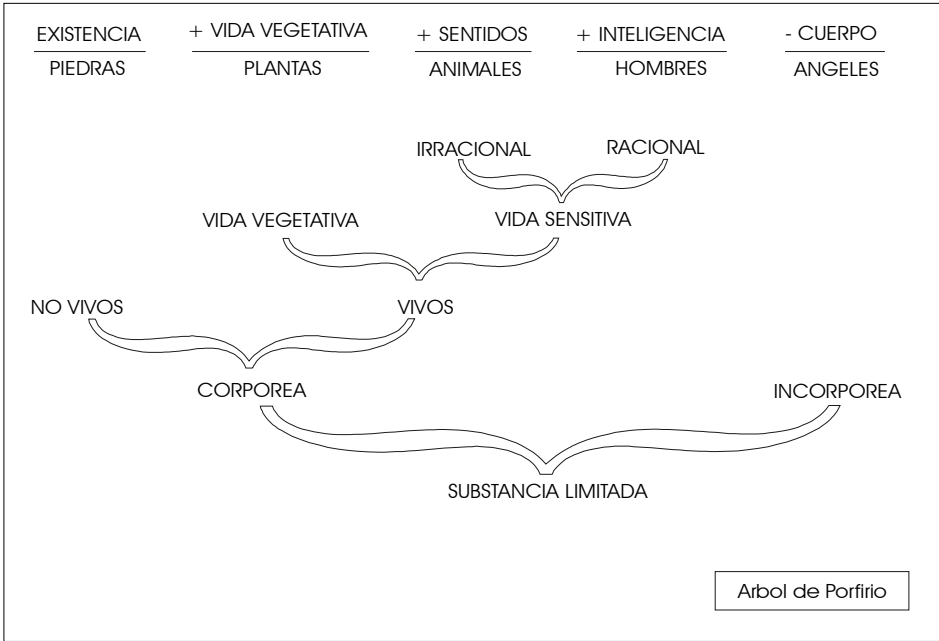 EXISTENCIA + VIDA VEGETATIVA + SENTIDOS + INTELIGENCIA - CUERPO
PIEDRAS PLANTAS ANIMALES HOMBRES ANGELES
IRRACIONAL RACIONAL
VIDA VEGETATIVA VIDA SENSITIVA
NO VIVOS VIVOS
CORPOREA INCORPOREA
SUBSTANCIA LIMITADA
Arbol de Porfirio